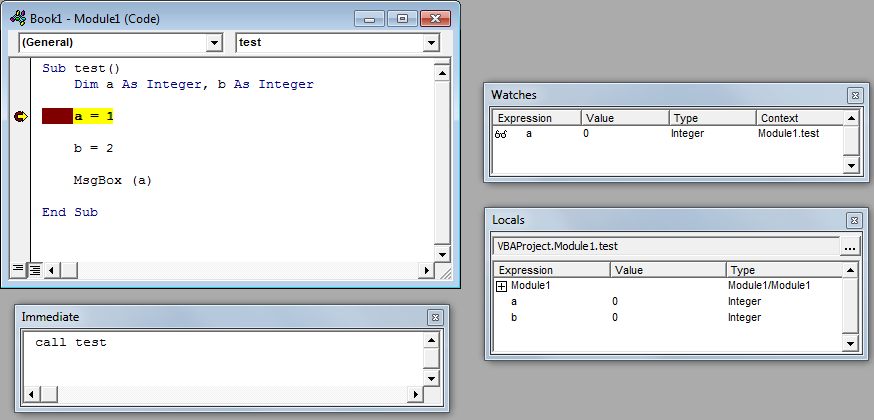 Book1 - Module1 (Code)
(General) test
Sub test()
Dim a As Integer, b As Integer
a = 1
b = 2
MsgBox (a)
End Sub
Immediate
call test
Watches
Expression Value Type Context
a 0 Integer Module1.test
Locals
VBAProject.Module1.test ...
Expression Value Type
Module1 Module1/Module1
a 0 Integer
b 0 Integer